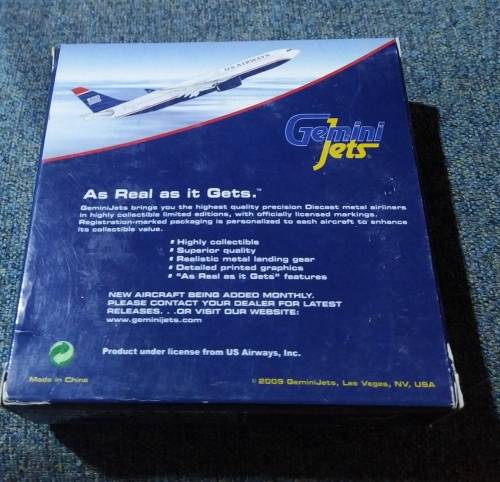 US AIRWAYS
Gemini
Jets
As Real as it Gets.™
GeminiJets brings you the highest quality precision Diecast metal airliners
in highly collectible limited editions, with officially licensed markings.
Registration-marked packaging is personalized to each aircraft to enhance
its collectible value.
Highly collectible
Superior quality
Realistic metal landing gear
Detailed printed graphics
"As Real as it Gets" features
NEW AIRCRAFT BEING ADDED MONTHLY.
PLEASE CONTACT YOUR DEALER FOR LATEST
RELEASES. . .OR VISIT OUR WEBSITE:
www.geminijets.com
Product under license from US Airways, Inc.
Made in China
© 2009 GeminiJets, Las Vegas, NV, USA